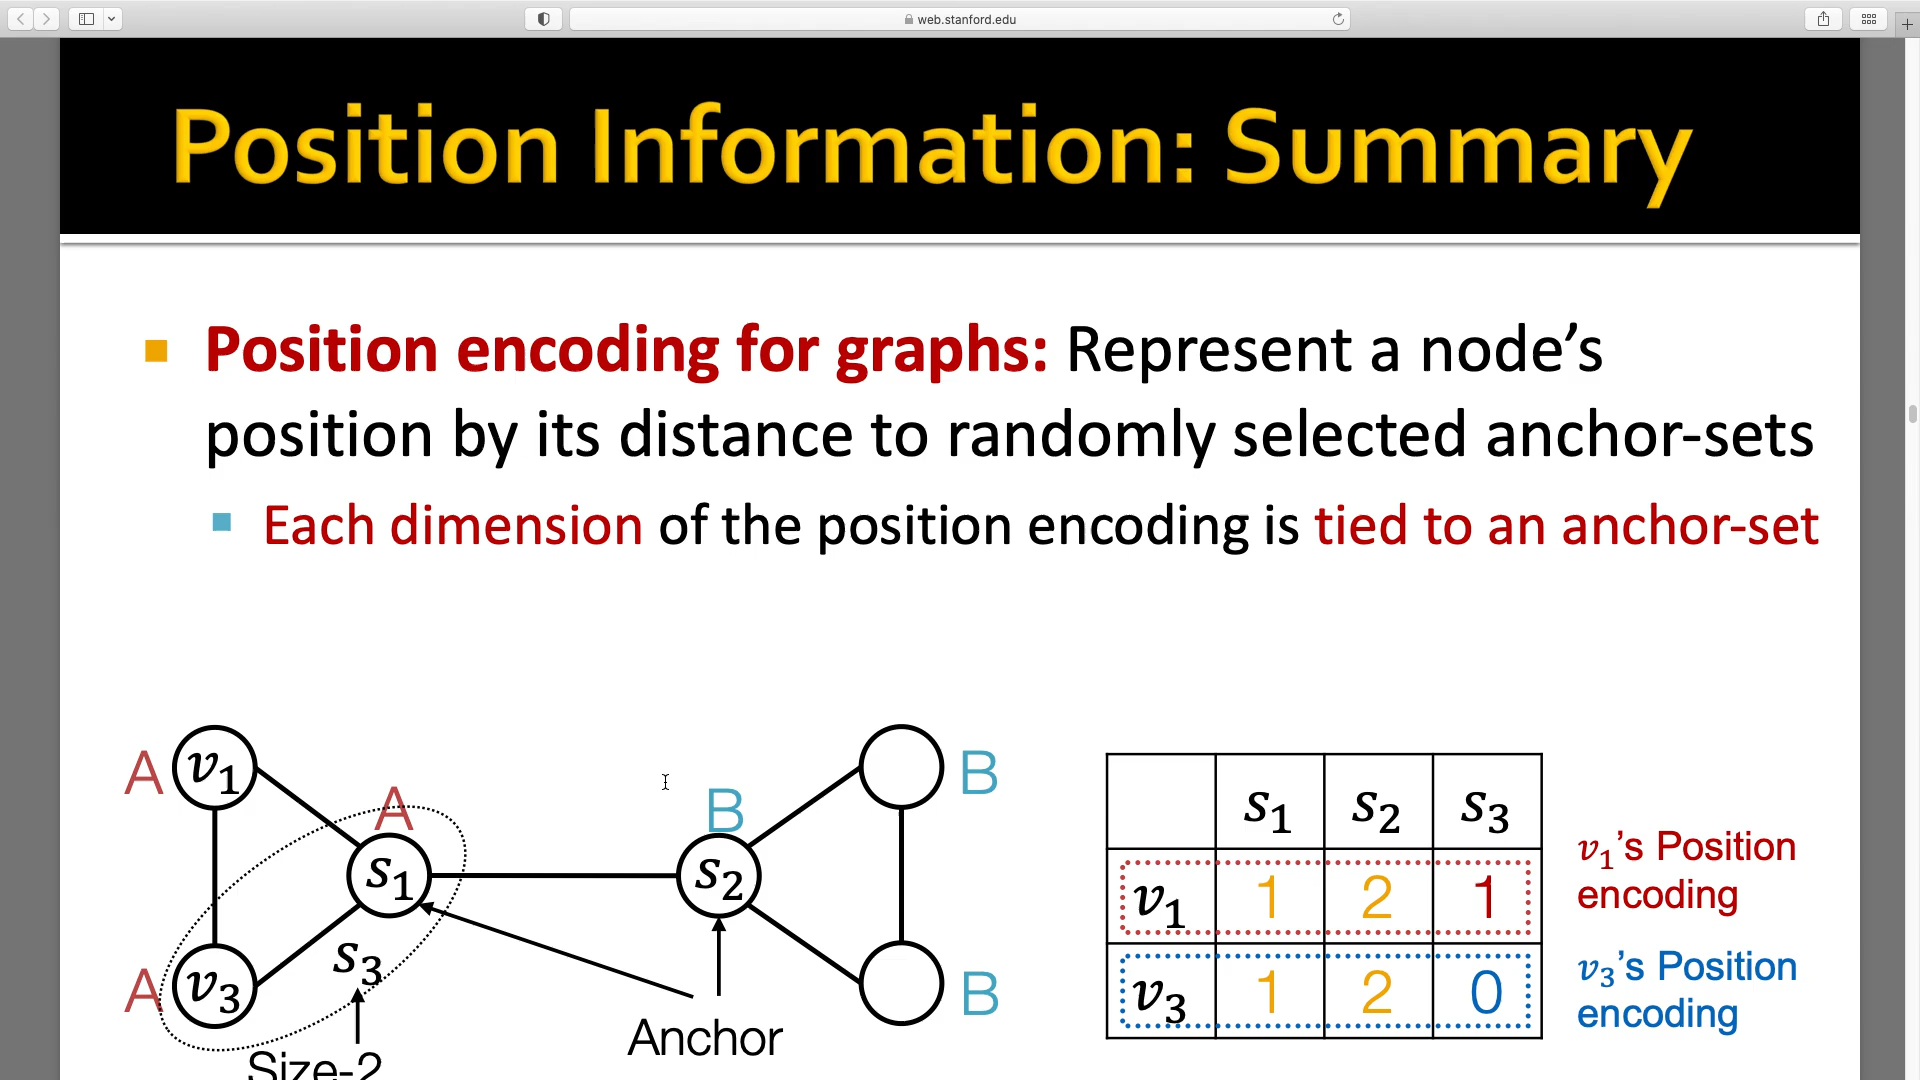 web.stanford.edu
Position Information: Summary
Position encoding for graphs: Represent a node's
position by its distance to randomly selected anchor-sets
Each dimension of the position encoding is tied to an anchor-set
A v1
A
s1
A v3
s3
Size-2
B
s2
Anchor
B
B
s1 s2 s3
v1 1 2 1
v3 1 2 0
v1's Position
encoding
v3's Position
encoding